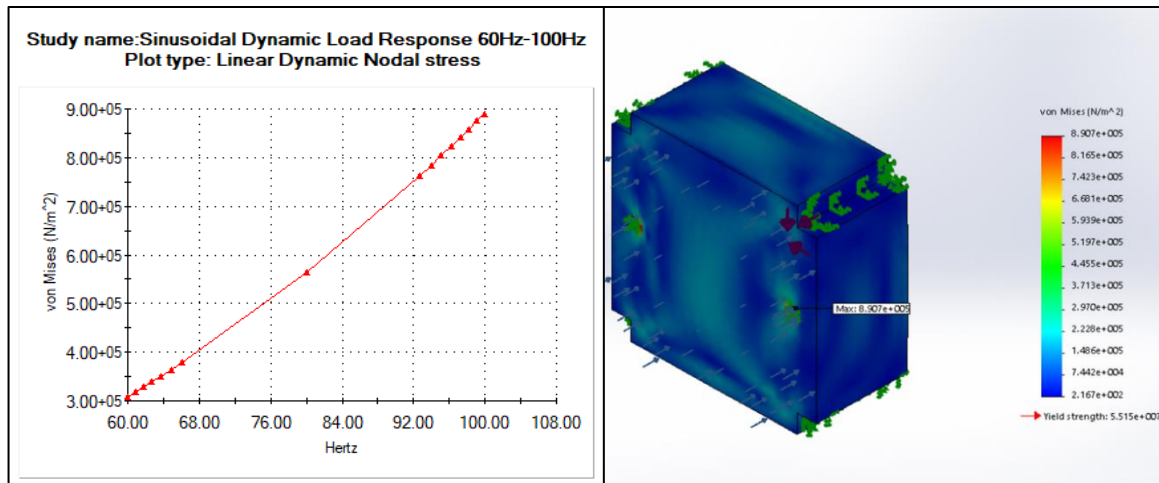 Study name:Sinusoidal Dynamic Load Response 60Hz-100Hz
Plot type: Linear Dynamic Nodal stress
von Mises (N/m^2)
9.00+05
8.00+05
7.00+05
6.00+05
5.00+05
4.00+05
3.00+05
60.00 68.00 76.00 84.00 92.00 100.00 108.00
Hertz
Max: 8.907e+005
von Mises (N/m^2)
8.907e+005
8.165e+005
7.423e+005
6.681e+005
5.939e+005
5.197e+005
4.455e+005
3.713e+005
2.970e+005
2.228e+005
1.486e+005
7.442e+004
2.167e+002
Yield strength: 5.515e+007